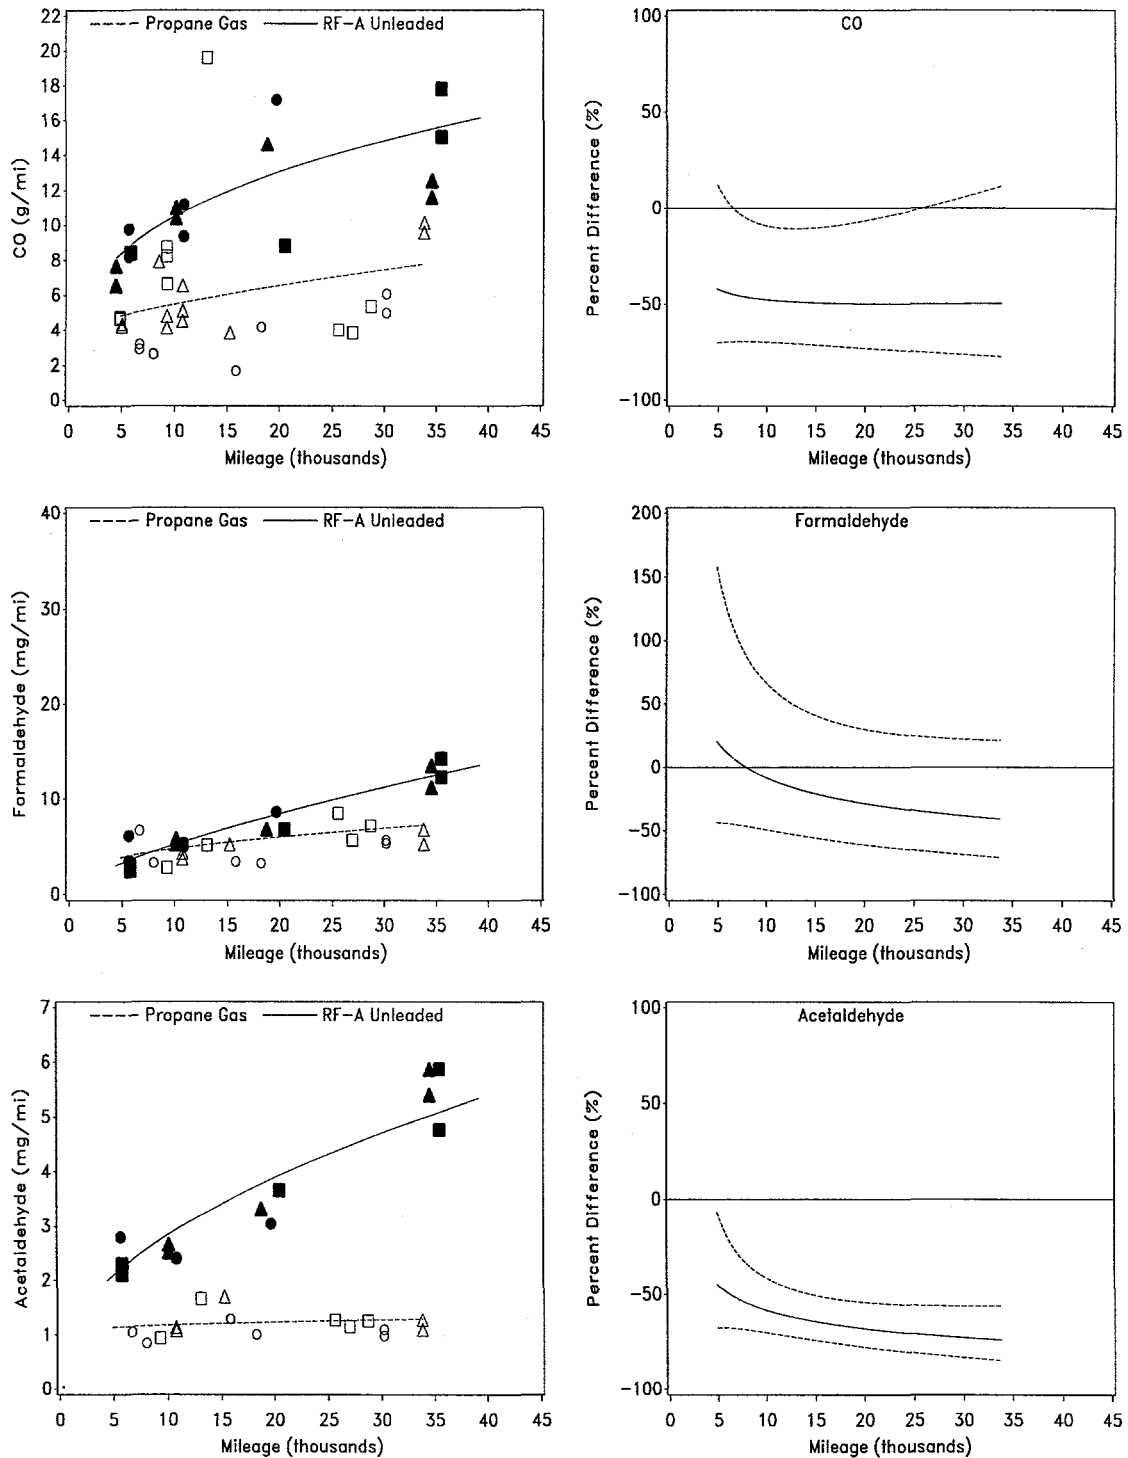 Propane Gas RF-A Unleaded
CO (g/mi)
22
20
18
16
14
12
10
8
6
4
2
0
0 5 10 15 20 25 30 35 40 45
Mileage (thousands)
CO
Percent Difference (%)
100
50
0
-50
-100
0 5 10 15 20 25 30 35 40 45
Mileage (thousands)
Propane Gas RF-A Unleaded
Formaldehyde (mg/mi)
40
30
20
10
0
0 5 10 15 20 25 30 35 40 45
Mileage (thousands)
Formaldehyde
Percent Difference (%)
200
150
100
50
0
-50
-100
0 5 10 15 20 25 30 35 40 45
Mileage (thousands)
Propane Gas RF-A Unleaded
Acetaldehyde (mg/mi)
7
6
5
4
3
2
1
0
0 5 10 15 20 25 30 35 40 45
Mileage (thousands)
Acetaldehyde
Percent Difference (%)
100
50
0
-50
-100
0 5 10 15 20 25 30 35 40 45
Mileage (thousands)